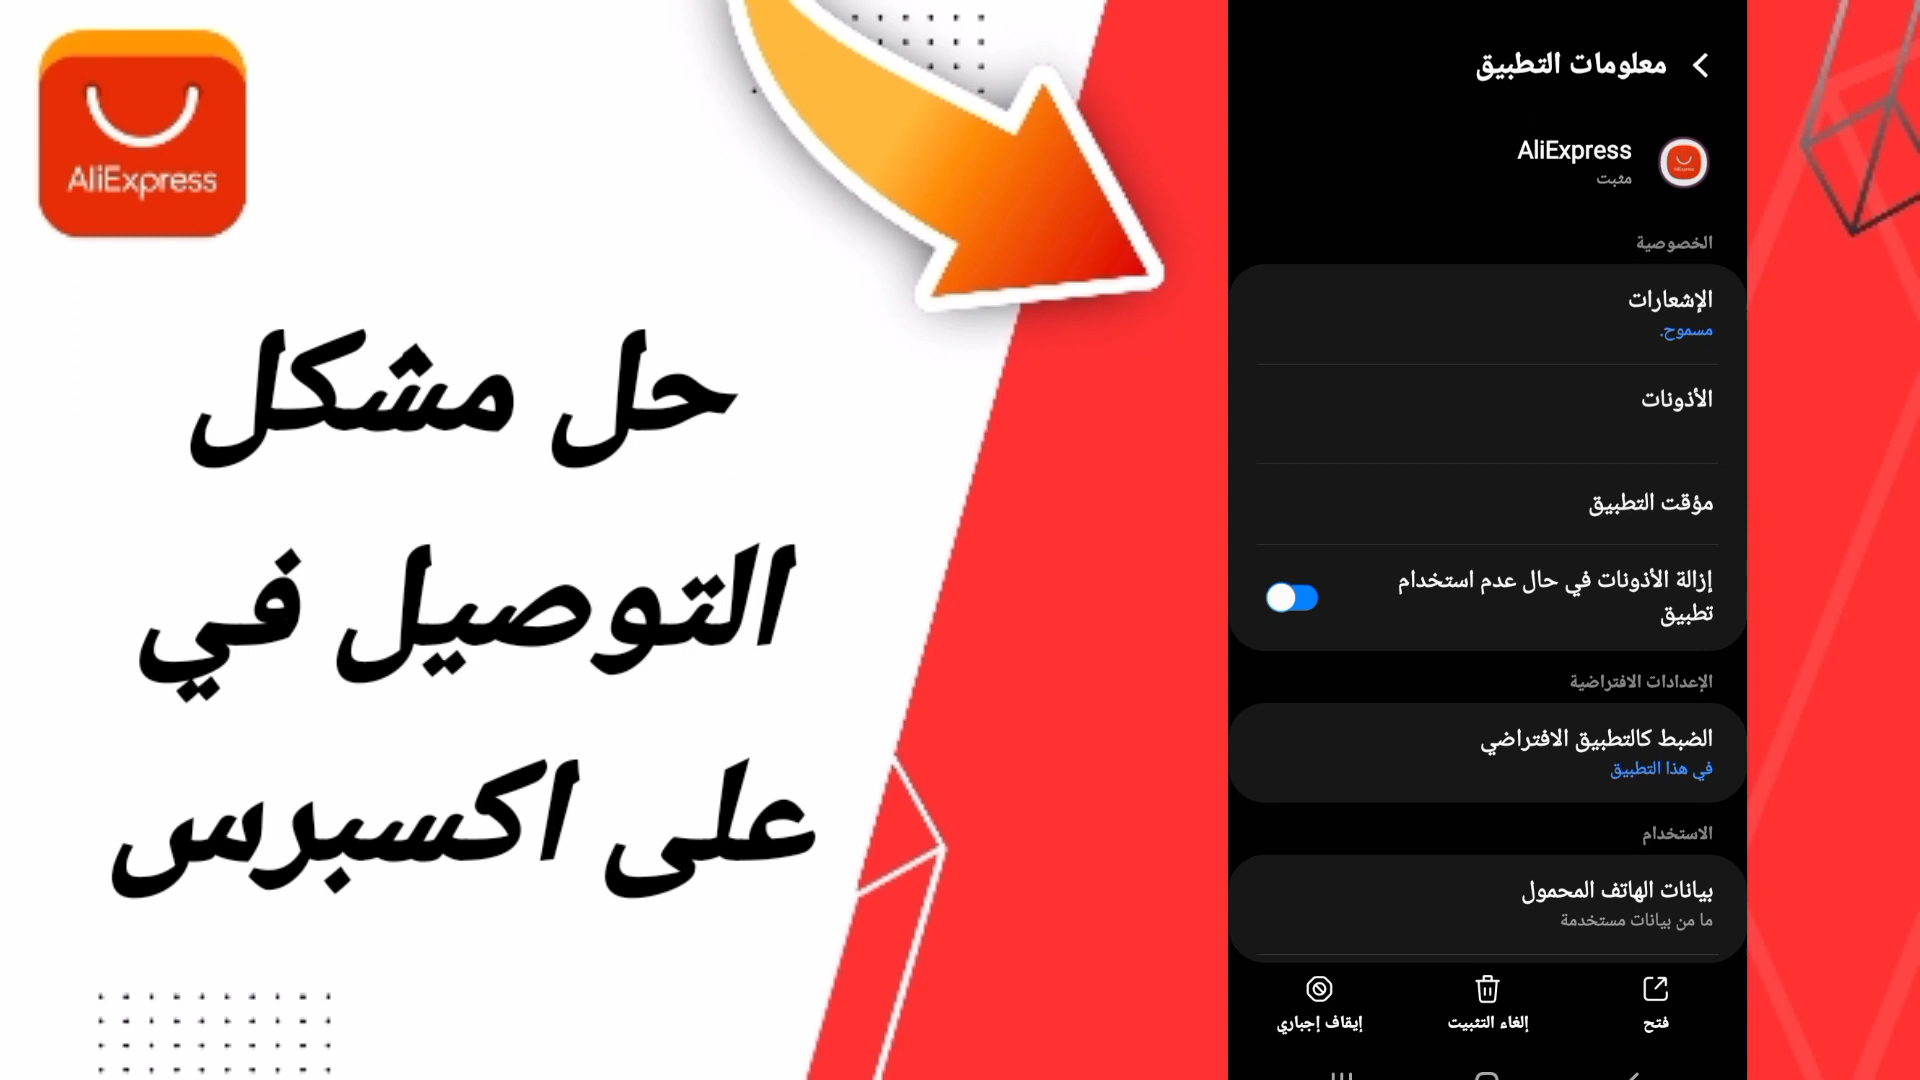 AliExpress
حل مشكل
التوصيل في
على اكسبرس
معلومات التطبيق
AliExpress
مثبت
الخصوصية
الإشعارات
مسموح.
الأذونات
مؤقت التطبيق
إزالة الأذونات في حال عدم استخدام
تطبيق
الإعدادات الافتراضية
الضبط كالتطبيق الافتراضي
في هذا التطبيق
الاستخدام
بيانات الهاتف المحمول
ما من بيانات مستخدمة
فتح
إلغاء التثبيت
إيقاف إجباري